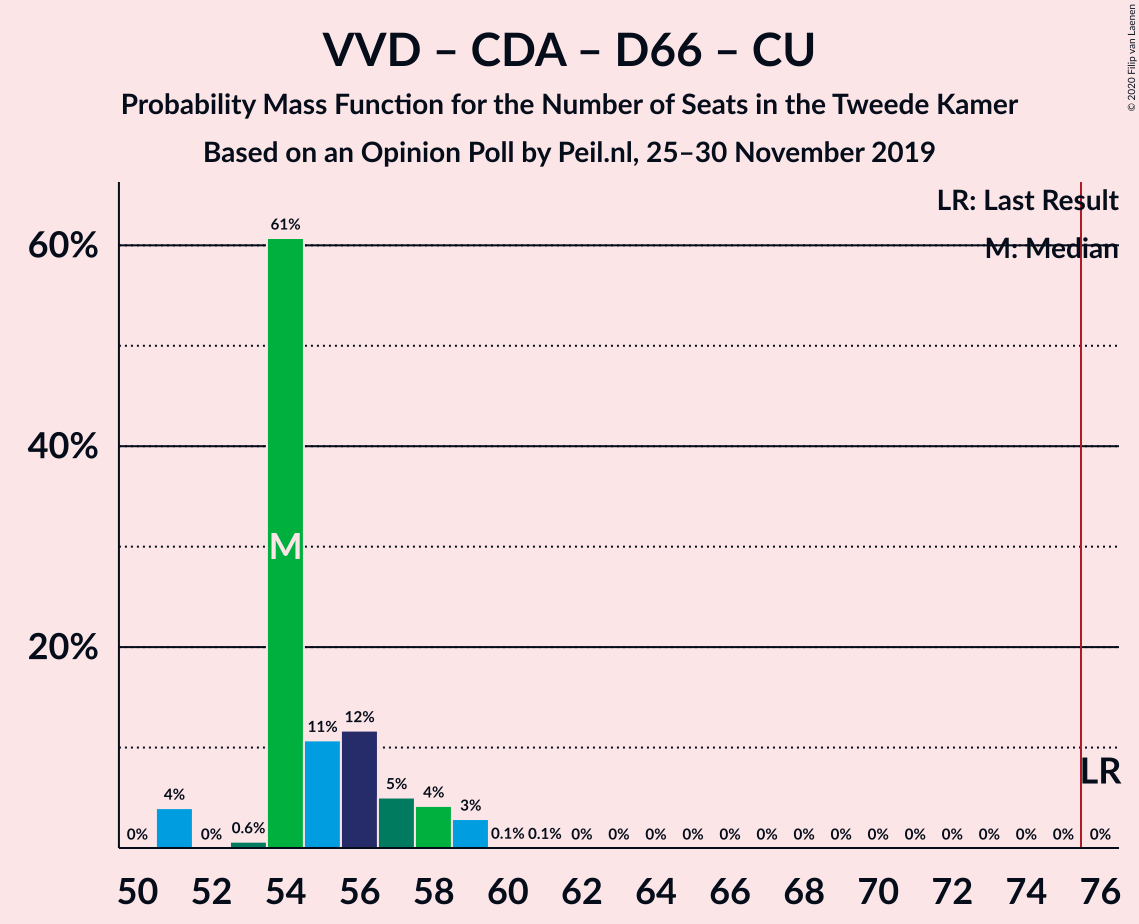 VVD – CDA – D66 – CU
Probability Mass Function for the Number of Seats in the Tweede Kamer
Based on an Opinion Poll by Peil.nl, 25–30 November 2019
© 2020 Filip van Laenen
LR: Last Result
M: Median
60%
40%
20%
61%
M
0% 4% 0% 0.6% 11% 12% 5% 4% 3% 0.1% 0.1% 0% 0% 0% 0% 0% 0% 0% 0% 0% 0% 0% 0% 0% 0% 0%
LR
50 52 54 56 58 60 62 64 66 68 70 72 74 76